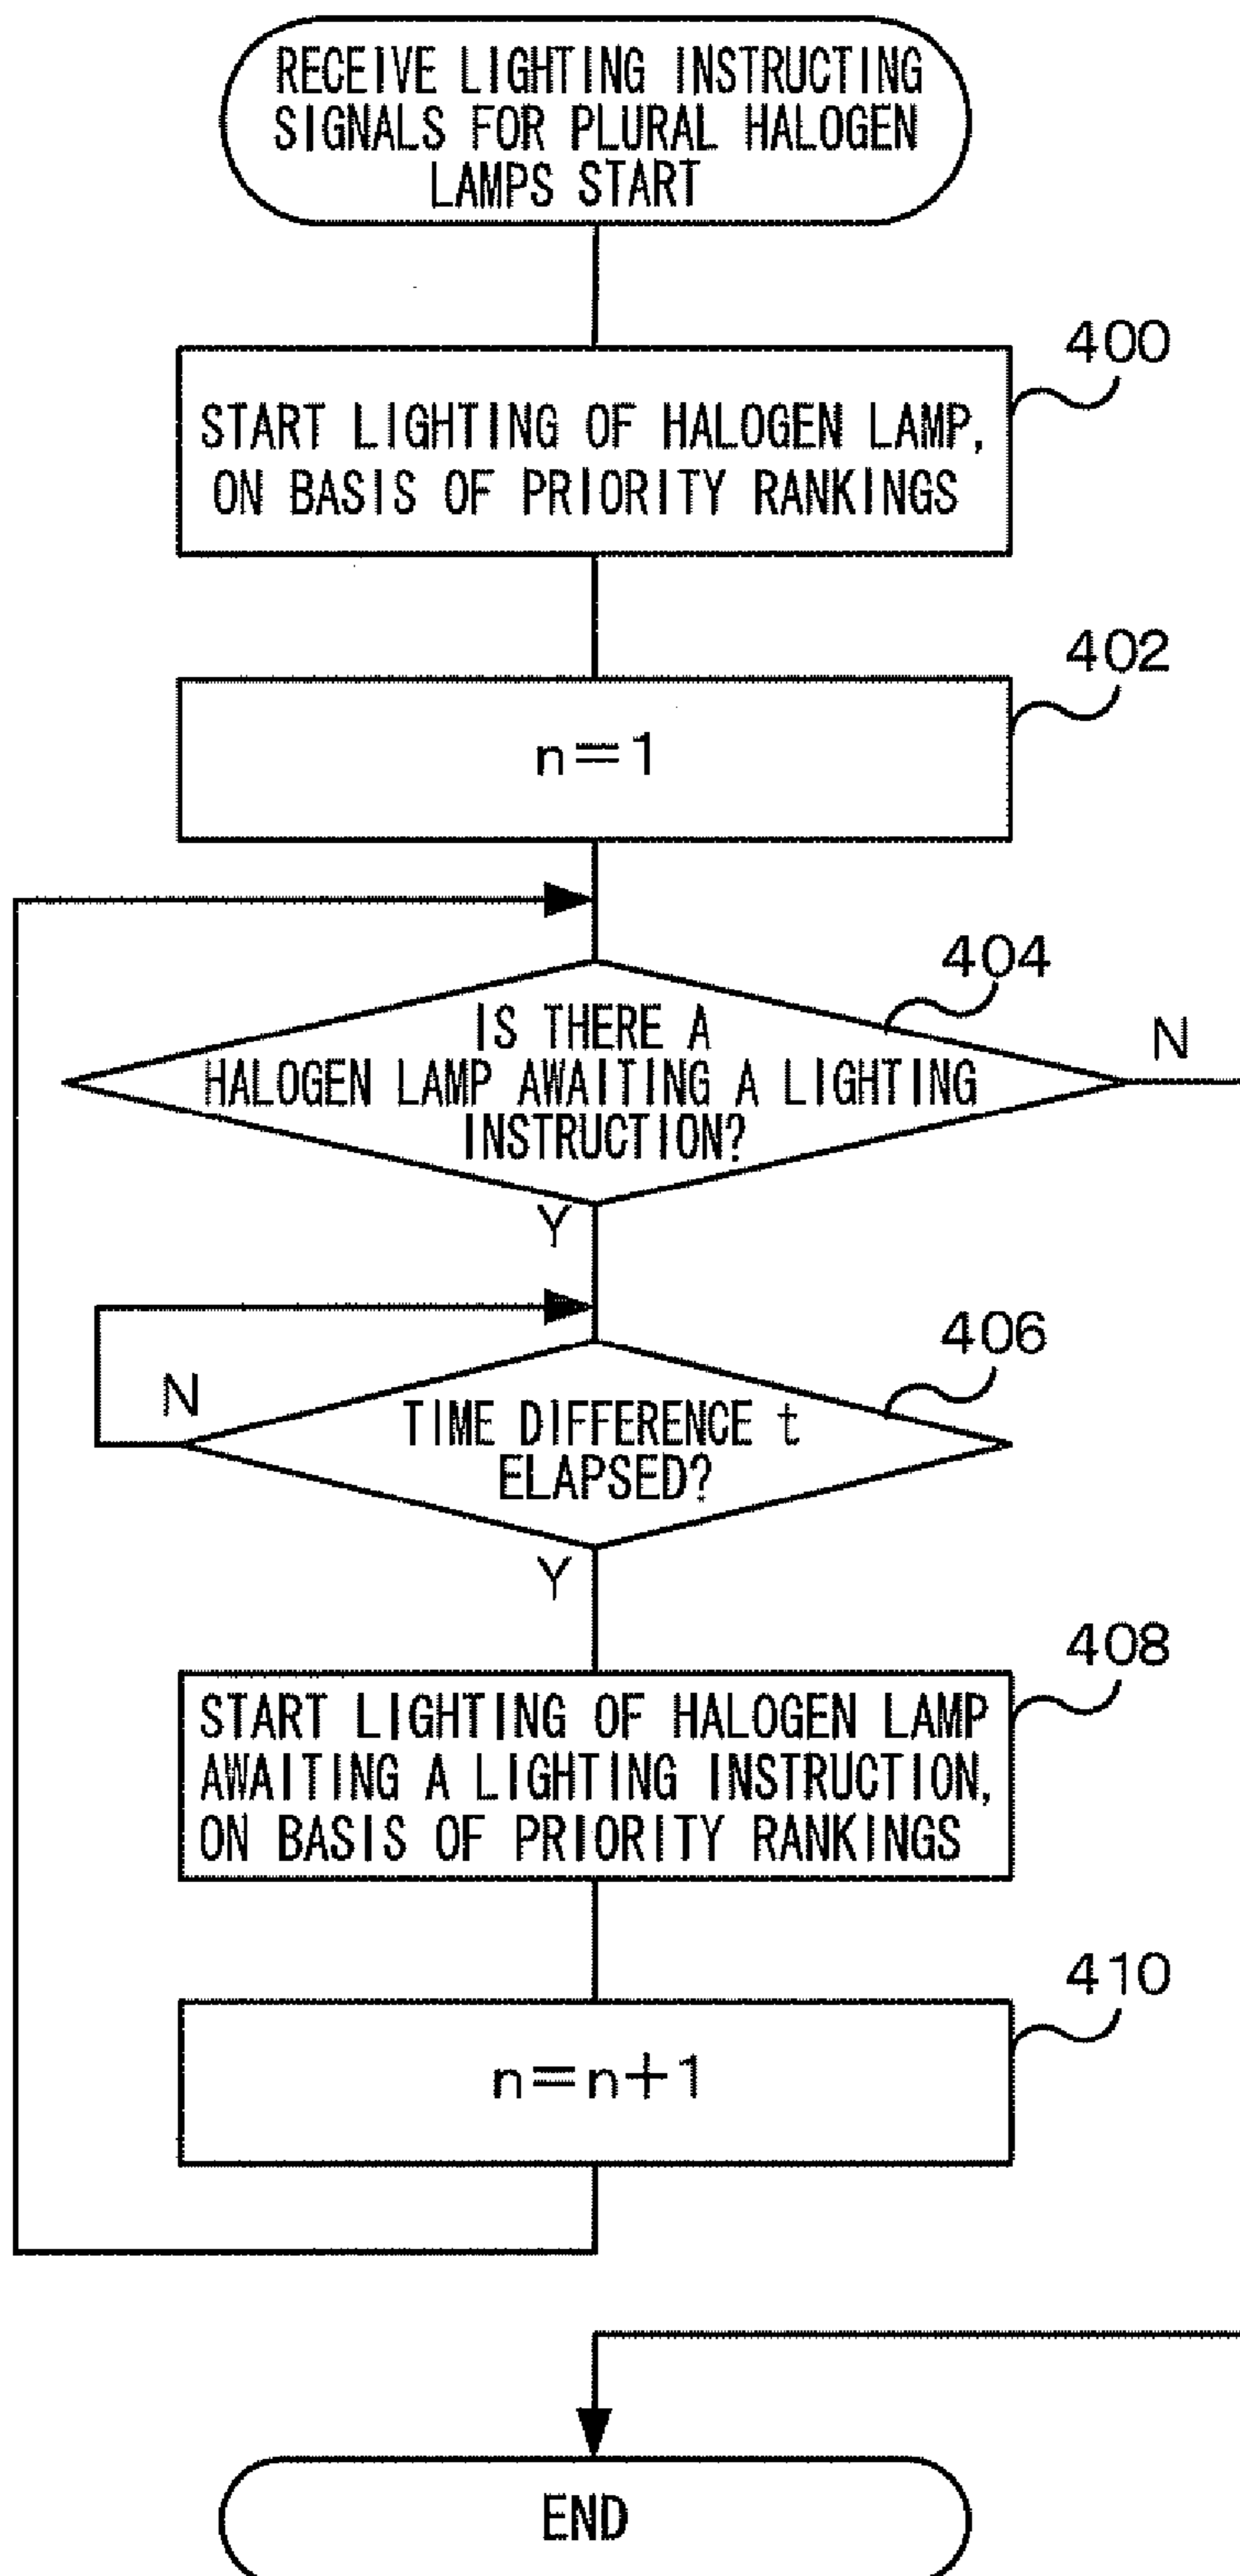 RECEIVE LIGHTING INSTRUCTING
SIGNALS FOR PLURAL HALOGEN
LAMPS START
400
START LIGHTING OF HALOGEN LAMP,
ON BASIS OF PRIORITY RANKINGS
402
n=1
404
IS THERE A
HALOGEN LAMP AWAITING A LIGHTING
INSTRUCTION?
N
Y
406
N
TIME DIFFERENCE t
ELAPSED?
Y
408
START LIGHTING OF HALOGEN LAMP
AWAITING A LIGHTING INSTRUCTION,
ON BASIS OF PRIORITY RANKINGS
410
n=n+1
END